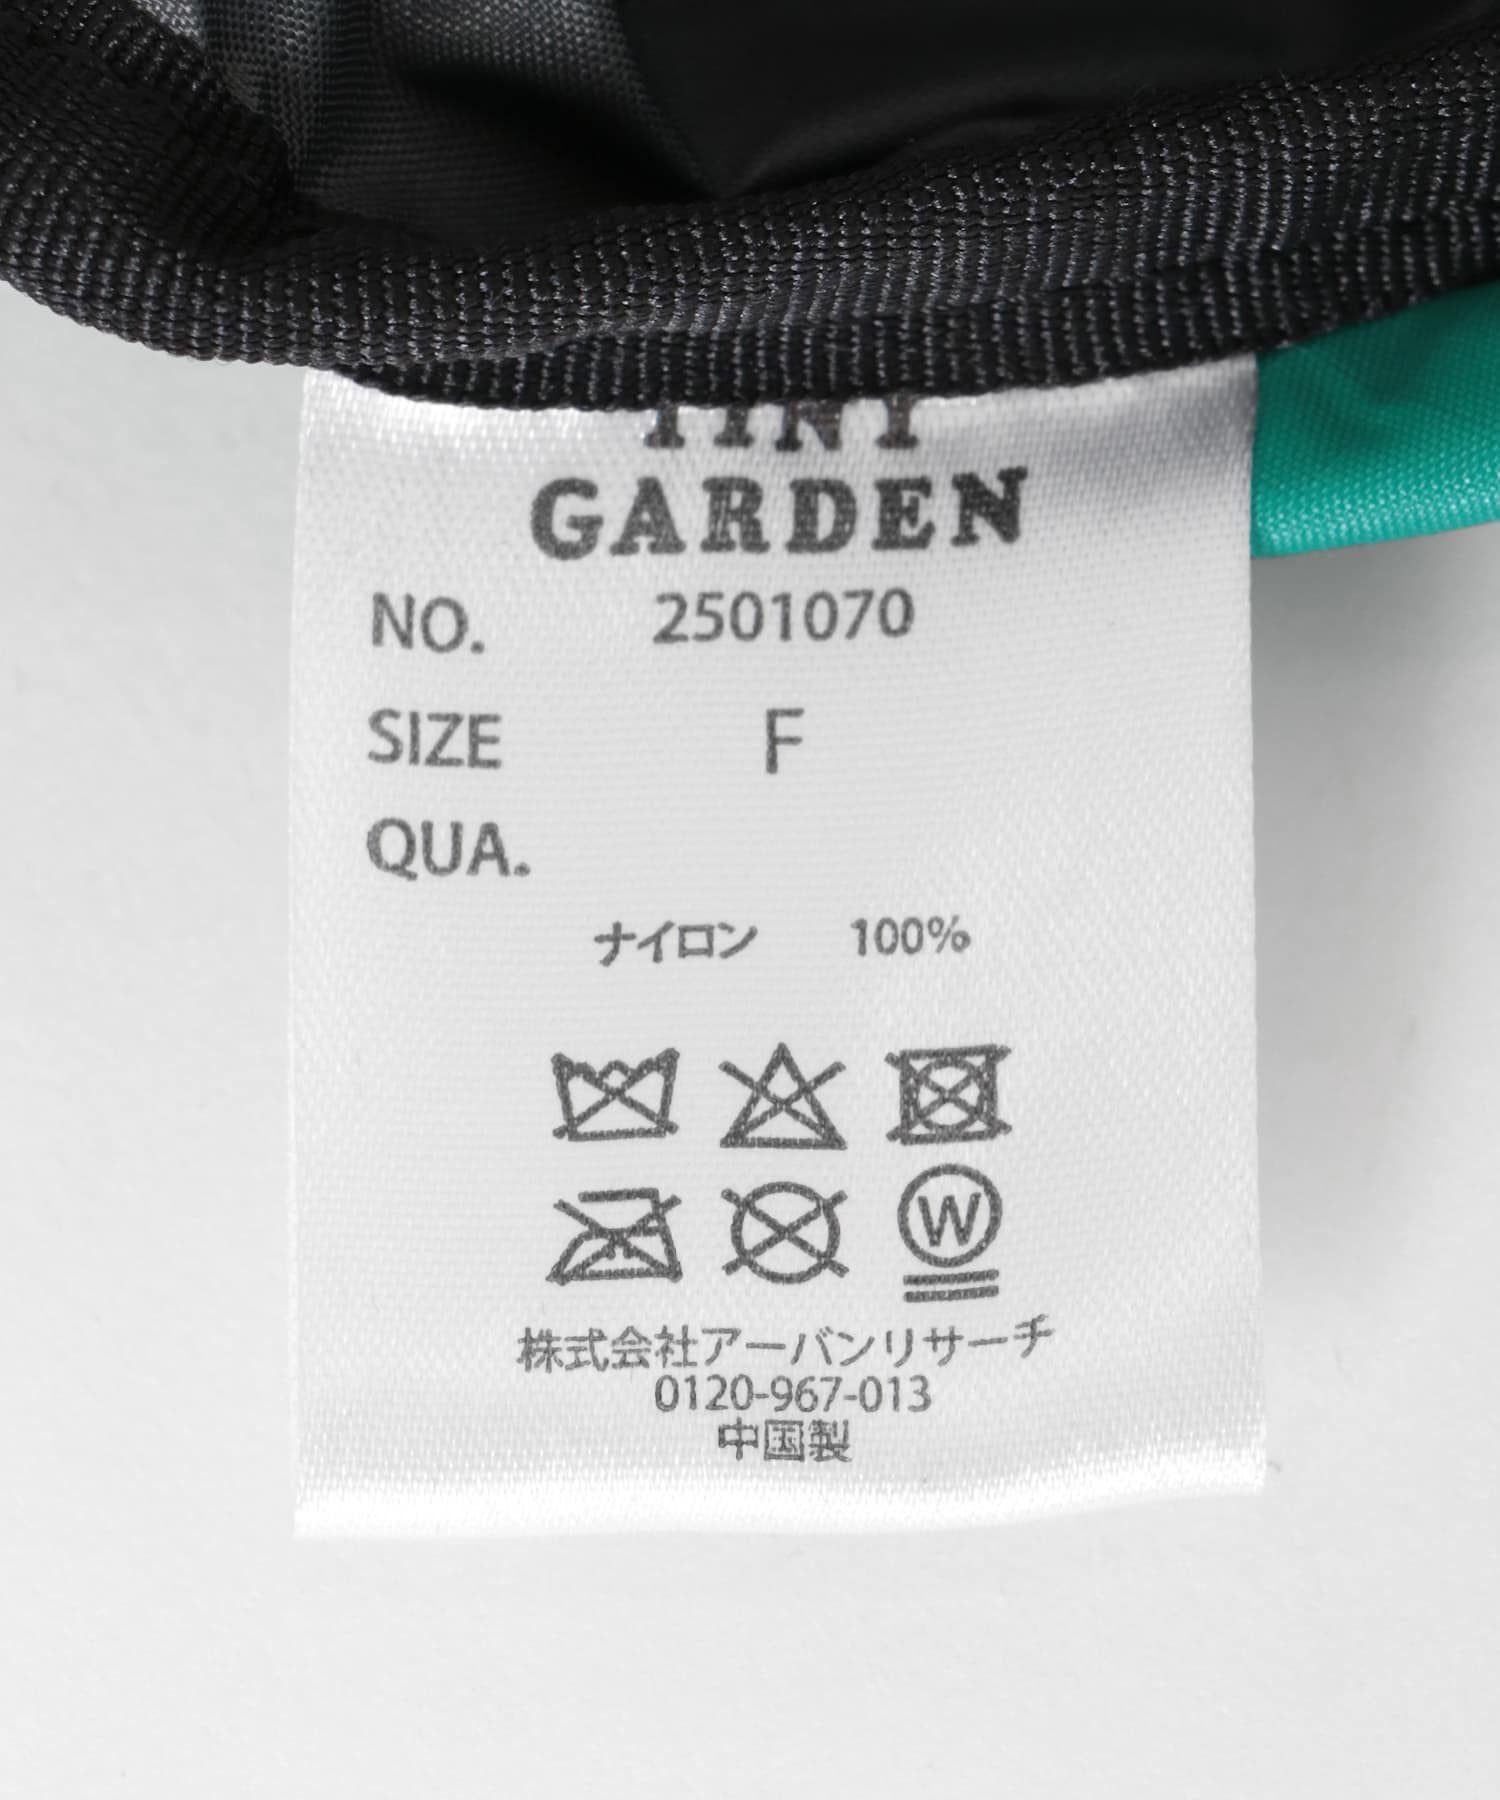 TINY
GARDEN
NO. 2501070
SIZE F
QUA.
ナイロン 100%
W
株式会社アーバンリサーチ
0120-967-013
中国製